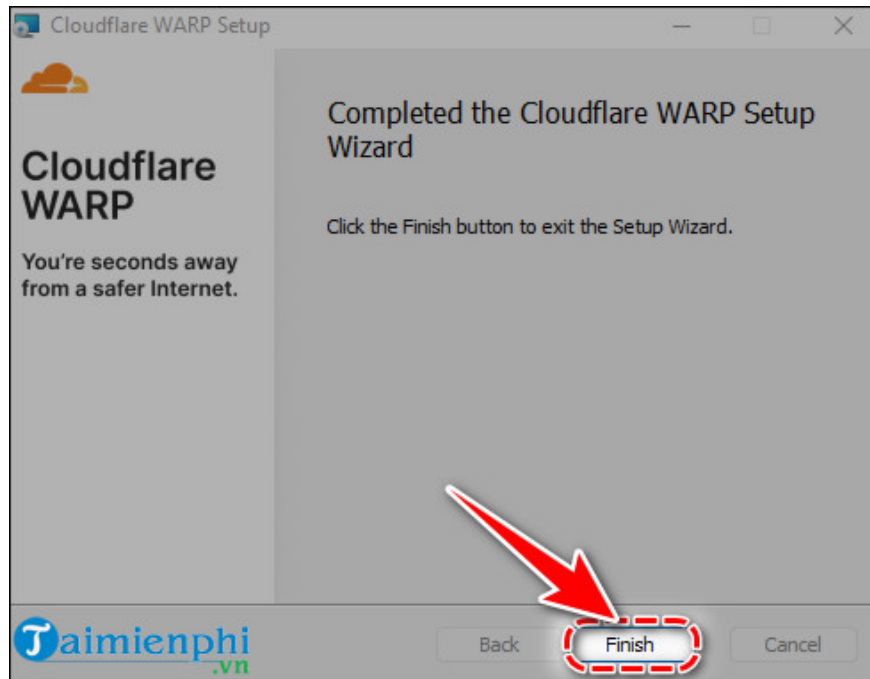 Cloudflare WARP Setup
Cloudflare
WARP
You're seconds away
from a safer Internet.
Completed the Cloudflare WARP Setup
Wizard
Click the Finish button to exit the Setup Wizard.
Taimienphi
.vn
Back
Finish
Cancel